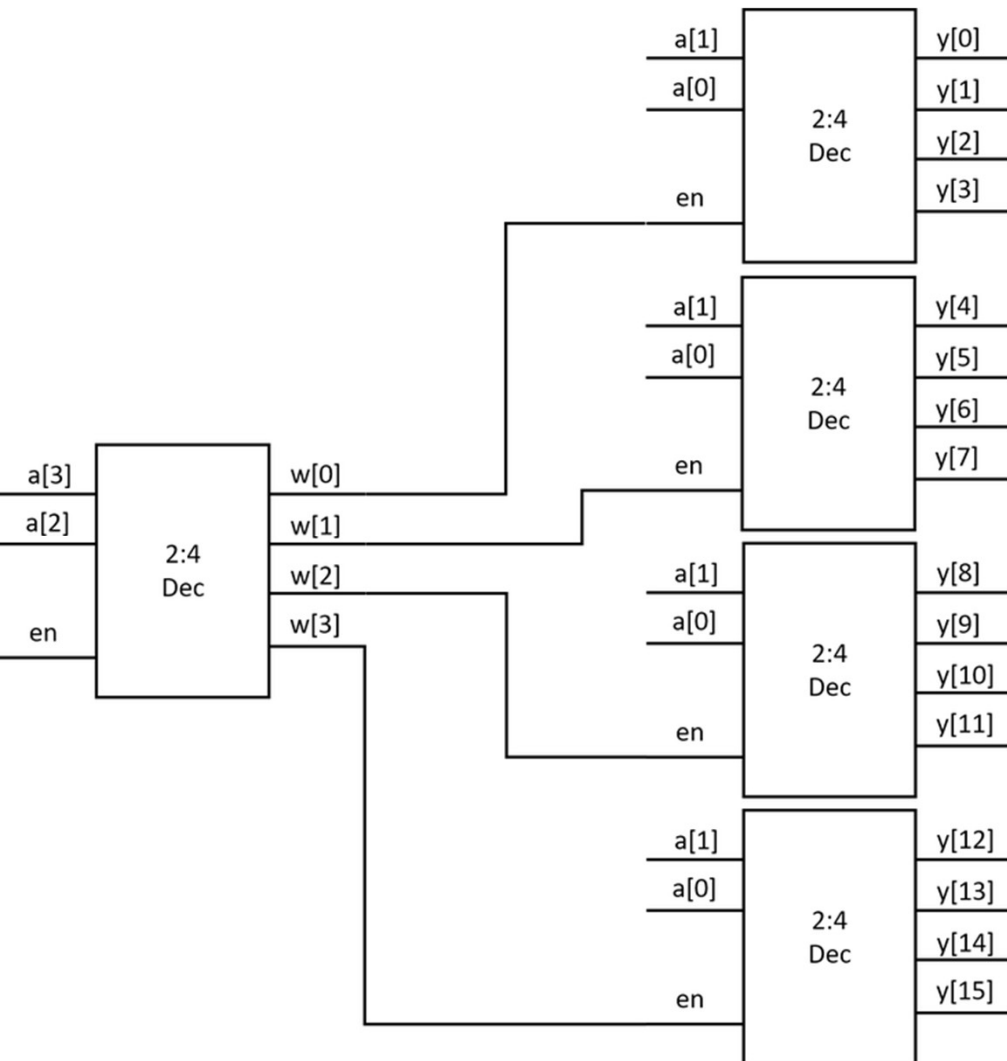 a[1]
a[0]
en
2:4
Dec
y[0]
y[1]
y[2]
y[3]
a[1]
a[0]
en
2:4
Dec
y[4]
y[5]
y[6]
y[7]
a[3]
a[2]
en
2:4
Dec
w[0]
w[1]
w[2]
w[3]
a[1]
a[0]
en
2:4
Dec
y[8]
y[9]
y[10]
y[11]
a[1]
a[0]
en
2:4
Dec
y[12]
y[13]
y[14]
y[15]